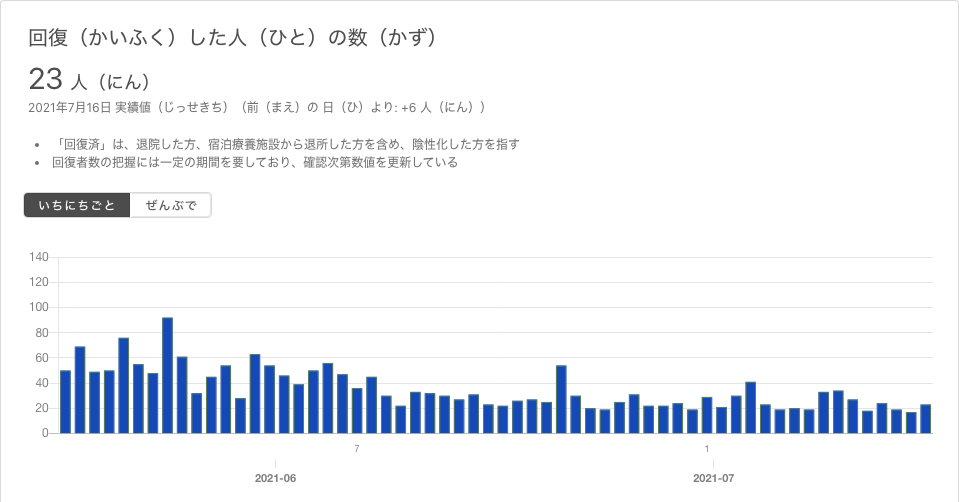 回復（かいふく）した人（ひと）の数（かず）
23 人（にん）
2021年7月16日 実績値（じっせきち）（前（まえ）の 日（ひ）より: +6 人（にん））
• 「回復済」は、退院した方、宿泊療養施設から退所した方を含め、陰性化した方を指す
• 回復者数の把握には一定の期間を要しており、確認次第数値を更新している
いちにちごと ぜんぶで
140
120
100
80
60
40
20
0
7 1
2021-06 2021-07